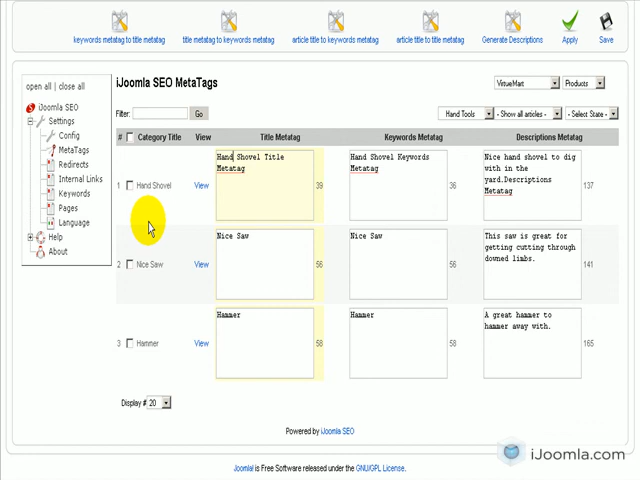 keywords metatag to title metatag
title metatag to keywords metatag
article title to keywords metatag
article title to title metatag
Generate Descriptions
Apply
Save
open all | close all
iJoomla SEO
Settings
Config
MetaTags
Redirects
Internal Links
Keywords
Pages
Language
Help
About
iJoomla SEO MetaTags
VirtueMart
Products
Filter:
Go
Hand Tools
- Show all articles -
- Select State -
# Category Title View Title Metatag Keywords Metatag Descriptions Metatag
1 Hand Shovel View
Hand Shovel Title
Metatag
39
Hand Shovel Keywords
Metatag
36
Nice hand shovel to dig
with in the
yard.Descriptions
Metatag
137
2 Nice Saw View
Nice Saw
56
Nice Saw
56
This saw is great for
getting cutting through
downed limbs.
141
3 Hammer View
Hammer
58
Hammer
58
A great hammer to
hammer away with.
165
Display # 20
Powered by iJoomla SEO
iJoomla.com
Joomla! is Free Software released under the GNU/GPL License.